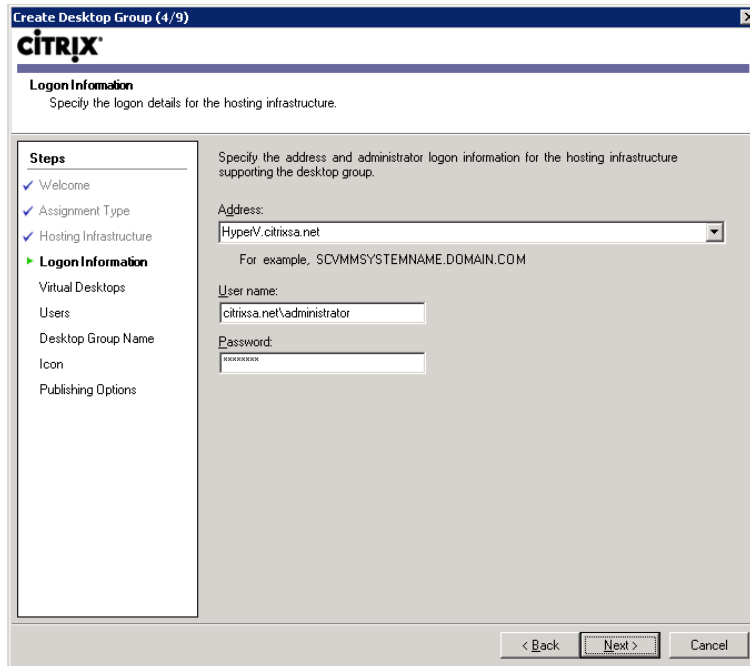 Create Desktop Group (4/9)
CiTRIX
Logon Information
Specify the logon details for the hosting infrastructure.
Steps
Welcome
Assignment Type
Hosting Infrastructure
Logon Information
Virtual Desktops
Users
Desktop Group Name
Icon
Publishing Options
Specify the address and administrator logon information for the hosting infrastructure
supporting the desktop group.
Address:
HyperV.citrixsa.net
For example, SCVMMSYSTEMNAME.DOMAIN.COM
User name:
citrixsa.net\administrator
Password:
********
< Back
Next >
Cancel